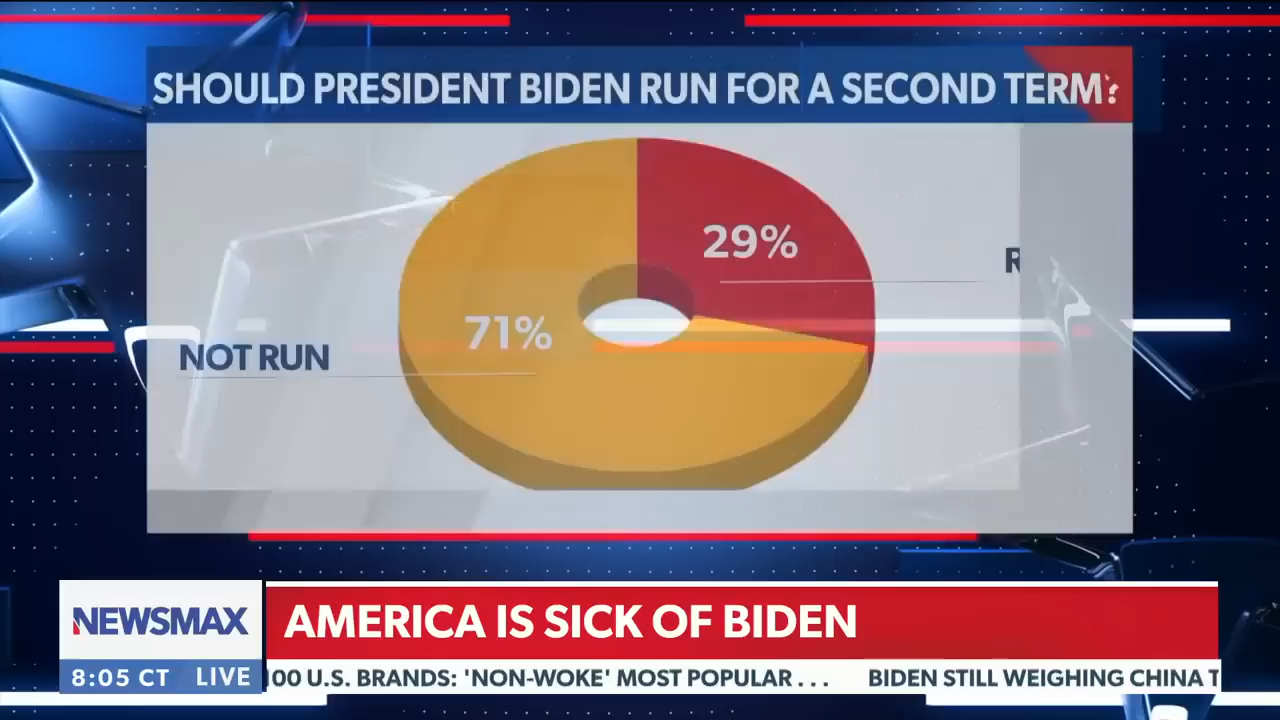 SHOULD PRESIDENT BIDEN RUN FOR A SECOND TERM?
29%
R
71%
NOT RUN
NEWSMAX
AMERICA IS SICK OF BIDEN
8:05 CT LIVE
100 U.S. BRANDS: 'NON-WOKE' MOST POPULAR . . . BIDEN STILL WEIGHING CHINA T